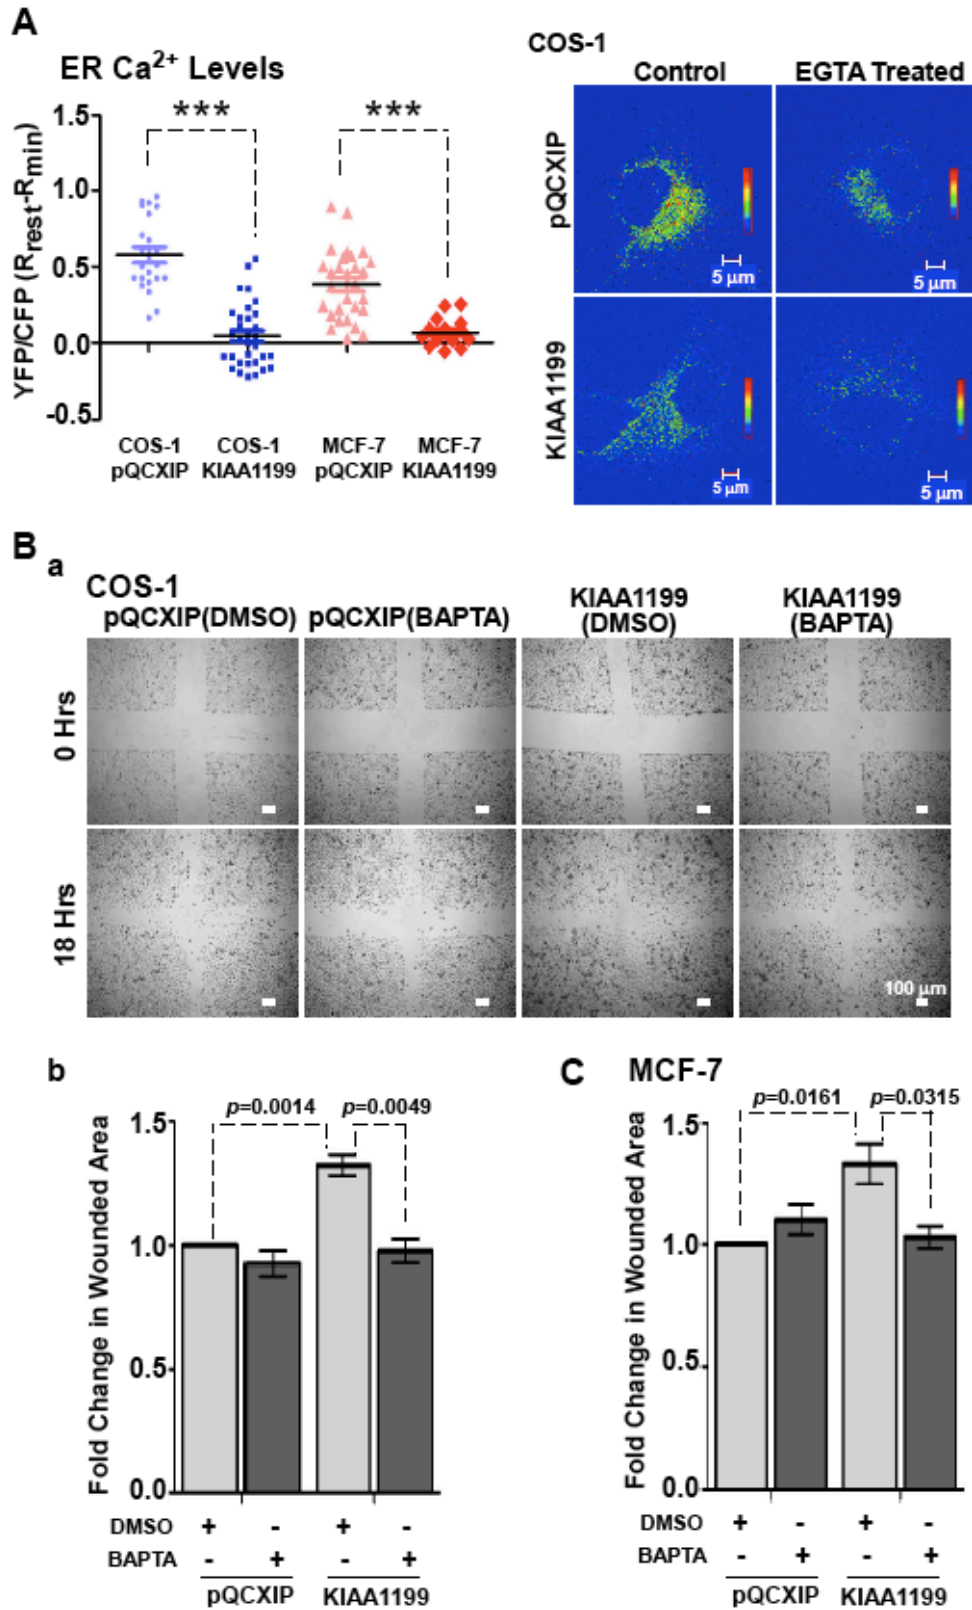 A
ER Ca2+ Levels
***
***
YFP/CFP (Rrest-Rmin)
1.5
1.0
0.5
0.0
-0.5
COS-1 pQCXIP
COS-1 KIAA1199
MCF-7 pQCXIP
MCF-7 KIAA1199
COS-1
Control
EGTA Treated
pQCXIP
5 µm
5 µm
KIAA1199
5 µm
5 µm
B
a
COS-1
pQCXIP(DMSO)
pQCXIP(BAPTA)
KIAA1199 (DMSO)
KIAA1199 (BAPTA)
0 Hrs
18 Hrs
100 µm
b
p=0.0014
p=0.0049
Fold Change in Wounded Area
1.5
1.0
0.5
0.0
DMSO + - + -
BAPTA - + - +
pQCXIP
KIAA1199
C
MCF-7
p=0.0161
p=0.0315
Fold Change in Wounded Area
1.5
1.0
0.5
0.0
DMSO + - + -
BAPTA - + - +
pQCXIP
KIAA1199